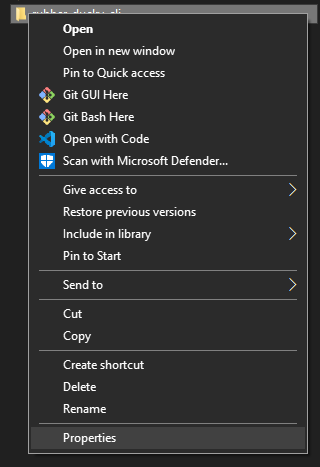 Open
Open in new window
Pin to Quick access
Git GUI Here
Git Bash Here
Open with Code
Scan with Microsoft Defender...
Give access to
Restore previous versions
Include in library
Pin to Start
Send to
Cut
Copy
Create shortcut
Delete
Rename
Properties